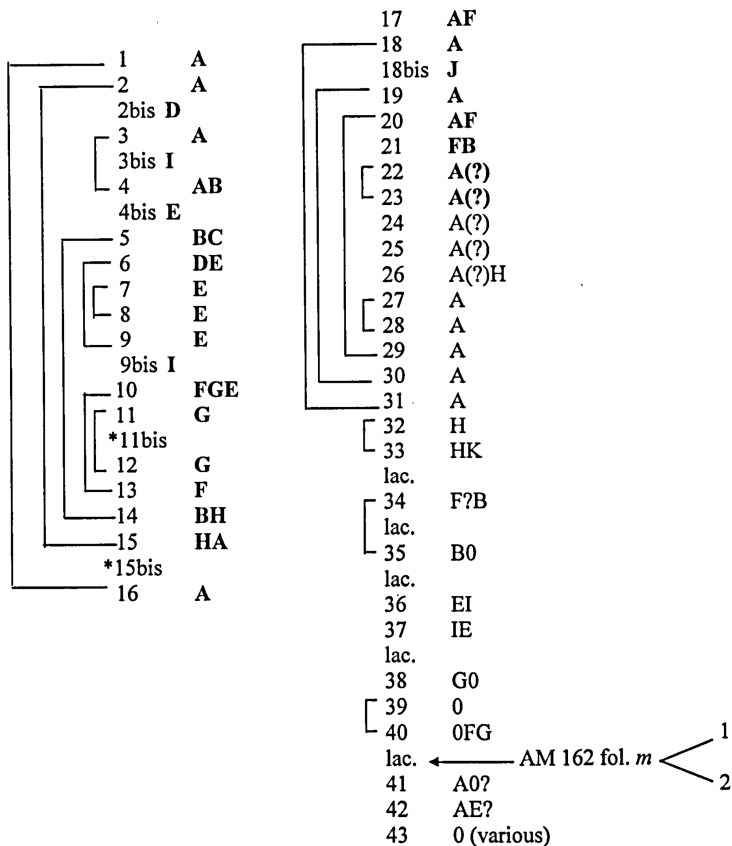 1 A
2 A
2bis D
3 A
3bis I
4 AB
4bis E
5 BC
6 DE
7 E
8 E
9 E
9bis I
10 FGE
11 G
*11bis
12 G
13 F
14 BH
15 HA
*15bis
16 A
17 AF
18 A
18bis J
19 A
20 AF
21 FB
22 A(?)
23 A(?)
24 A(?)
25 A(?)
26 A(?)H
27 A
28 A
29 A
30 A
31 A
32 H
33 HK
lac.
34 F?B
lac.
35 B0
lac.
36 EI
37 IE
lac.
38 G0
39 0
40 0FG
lac. AM 162 fol. m 1 2
41 A0?
42 AE?
43 0 (various)